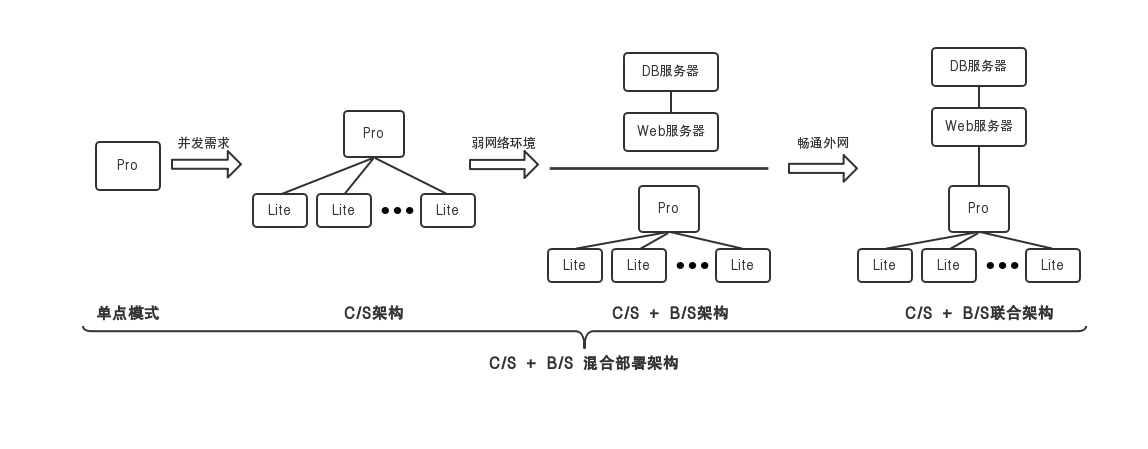 Pro
并发需求
Pro
Lite
Lite
Lite
单点模式
C/S架构
弱网络环境
DB服务器
Web服务器
Pro
Lite
Lite
Lite
C/S + B/S架构
畅通外网
DB服务器
Web服务器
Pro
Lite
Lite
Lite
C/S + B/S联合架构
C/S + B/S 混合部署架构